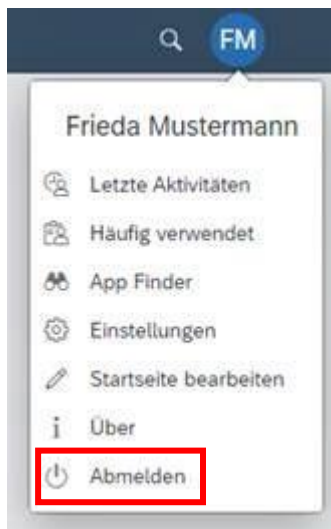 FM
Frieda Mustermann
Letzte Aktivitäten
Häufig verwendet
App Finder
Einstellungen
Startseite bearbeiten
Über
Abmelden